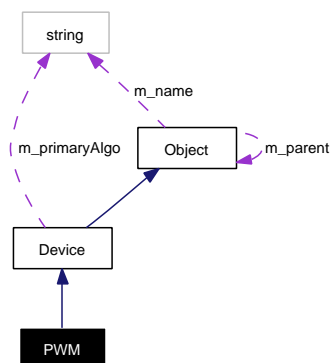 string
m_name
m_primaryAlgo
Object
m_parent
Device
PWM